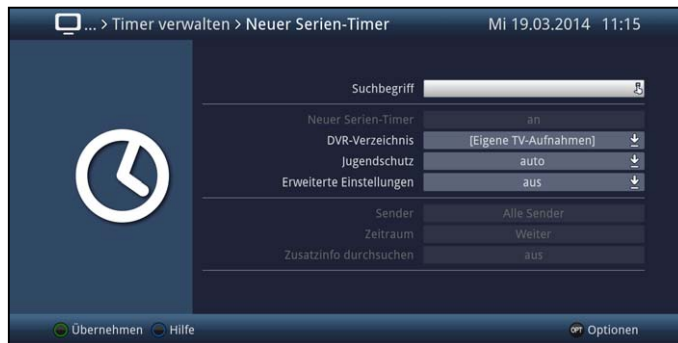 ... > Timer verwalten > Neuer Serien-Timer Mi 19.03.2014 11:15
Suchbegriff
Neuer Serien-Timer an
DVR-Verzeichnis [Eigene TV-Aufnahmen]
Jugendschutz auto
Erweiterte Einstellungen aus
Sender Alle Sender
Zeitraum Weiter
Zusatzinfo durchsuchen aus
Übernehmen Hilfe OPT Optionen